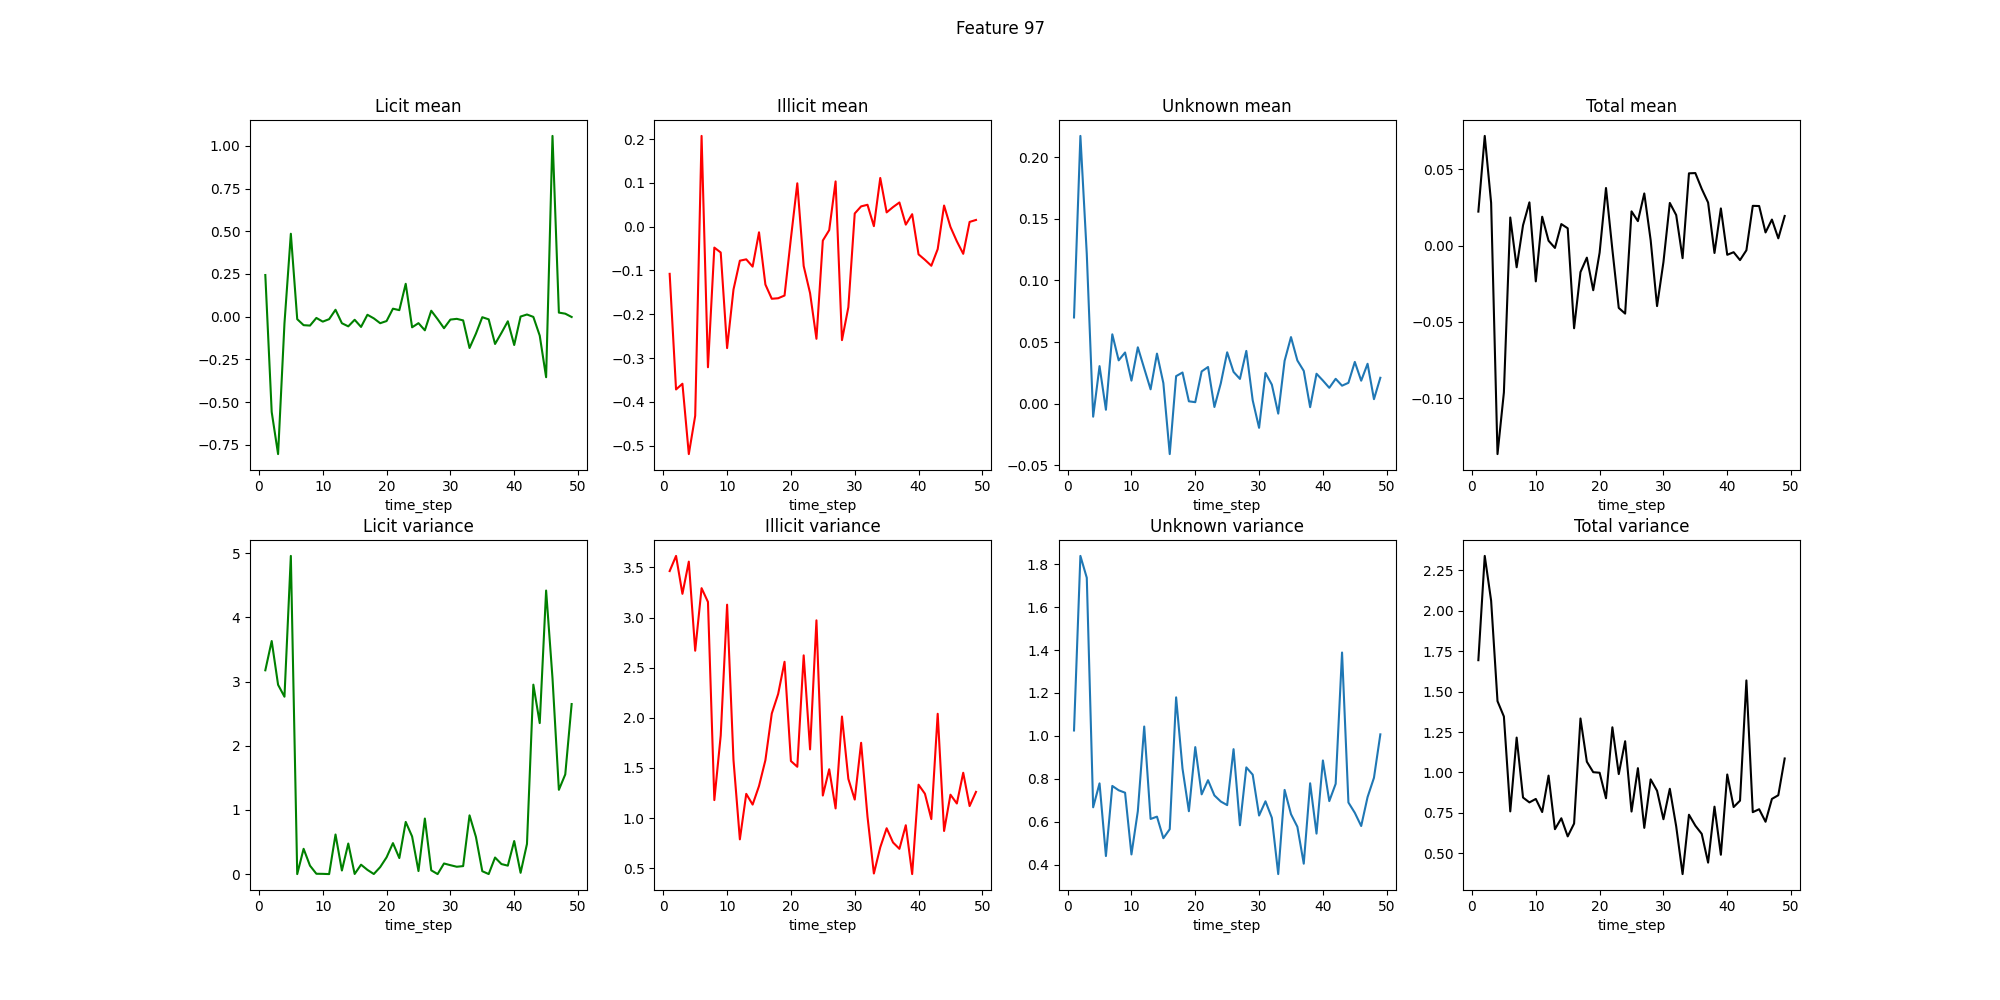 Feature 97
Licit mean
Illicit mean
Unknown mean
Total mean
1.00
0.75
0.50
0.25
0.00
−0.25
−0.50
−0.75
0 10 20 30 40 50
time_step
0.2
0.1
0.0
−0.1
−0.2
−0.3
−0.4
−0.5
0 10 20 30 40 50
time_step
0.20
0.15
0.10
0.05
0.00
−0.05
0 10 20 30 40 50
time_step
0.05
0.00
−0.05
−0.10
0 10 20 30 40 50
time_step
Licit variance
Illicit variance
Unknown variance
Total variance
5
4
3
2
1
0
0 10 20 30 40 50
time_step
3.5
3.0
2.5
2.0
1.5
1.0
0.5
0 10 20 30 40 50
time_step
1.8
1.6
1.4
1.2
1.0
0.8
0.6
0.4
0 10 20 30 40 50
time_step
2.25
2.00
1.75
1.50
1.25
1.00
0.75
0.50
0 10 20 30 40 50
time_step